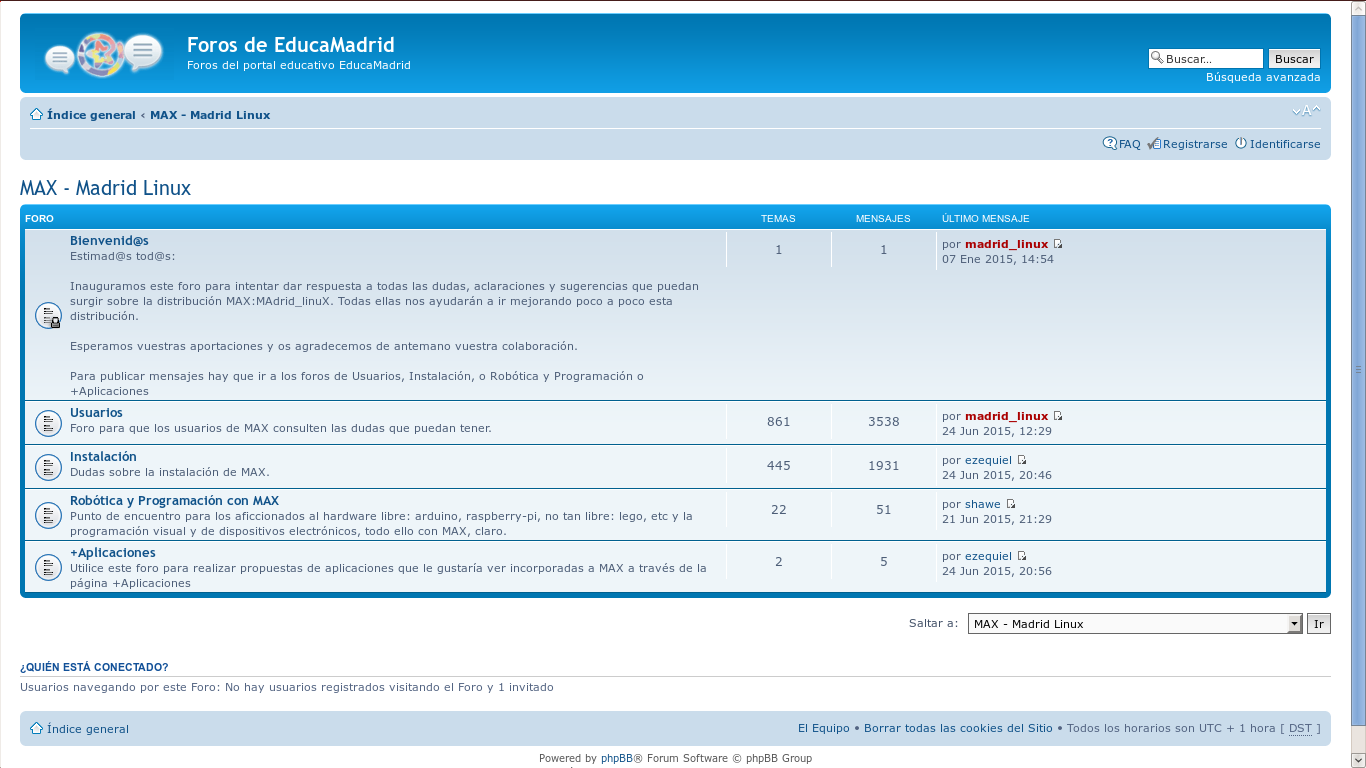 Foros de EducaMadrid
Foros del portal educativo EducaMadrid
Buscar... Buscar
Búsqueda avanzada
Índice general ‹ MAX - Madrid Linux
A
FAQ Registrarse Identificarse
MAX - Madrid Linux
FORO TEMAS MENSAJES ÚLTIMO MENSAJE
Bienvenid@s
Estimad@s tod@s:
1 1 por madrid_linux
07 Ene 2015, 14:54
Inauguramos este foro para intentar dar respuesta a todas las dudas, aclaraciones y sugerencias que puedan
surgir sobre la distribución MAX:MAdrid_linuX. Todas ellas nos ayudarán a ir mejorando poco a poco esta
distribución.
Esperamos vuestras aportaciones y os agradecemos de antemano vuestra colaboración.
Para publicar mensajes hay que ir a los foros de Usuarios, Instalación, o Robótica y Programación o
+Aplicaciones
Usuarios
Foro para que los usuarios de MAX consulten las dudas que puedan tener.
861 3538 por madrid_linux
24 Jun 2015, 12:29
Instalación
Dudas sobre la instalación de MAX.
445 1931 por ezequiel
24 Jun 2015, 20:46
Robótica y Programación con MAX
Punto de encuentro para los aficcionados al hardware libre: arduino, raspberry-pi, no tan libre: lego, etc y la
programación visual y de dispositivos electrónicos, todo ello con MAX, claro.
22 51 por shawe
21 Jun 2015, 21:29
+Aplicaciones
Utilice este foro para realizar propuestas de aplicaciones que le gustaría ver incorporadas a MAX a través de la
página +Aplicaciones
2 5 por ezequiel
24 Jun 2015, 20:56
Saltar a: MAX - Madrid Linux Ir
¿QUIÉN ESTÁ CONECTADO?
Usuarios navegando por este Foro: No hay usuarios registrados visitando el Foro y 1 invitado
Índice general El Equipo • Borrar todas las cookies del Sitio • Todos los horarios son UTC + 1 hora [ DST ]
Powered by phpBB® Forum Software © phpBB Group